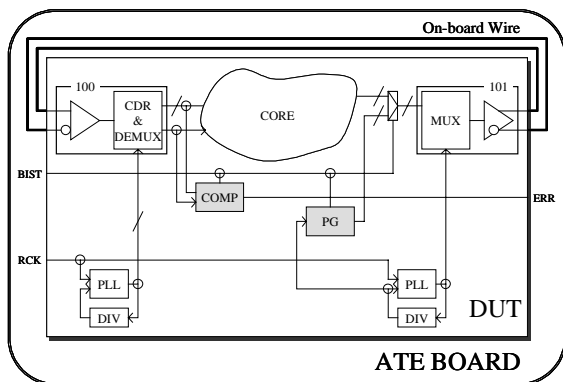 On-board Wire
100
101
CDR
&
DEMUX
CORE
MUX
BIST
COMP
ERR
PG
RCK
PLL
PLL
DIV
DIV
DUT
ATE BOARD